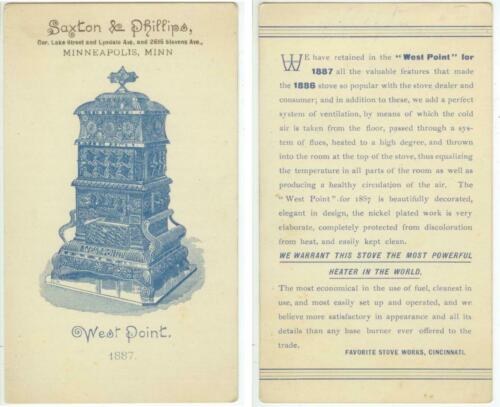 Saxton & Phillips,
Cor. Lake Street and Lyndale Ave, and 2615 Stevens Ave.,
MINNEAPOLIS, MINN
West Point.
1887.
WE have retained in the "West Point" for
1887 all the valuable features that made
the 1886 stove so popular with the stove dealer and
consumer; and in addition to these, we add a perfect
system of ventilation, by means of which the cold
air is taken from the floor, passed through a sys-
tem of flues, heated to a high degree, and thrown
into the room at the top of the stove, thus equalizing
the temperature in all parts of the room as well as
producing a healthy circulation of the air. The
"West Point" for 1887 is beautifully decorated,
elegant in design, the nickel plated work is very
elaborate, completely protected from discoloration
from heat, and easily kept clean.
WE WARRANT THIS STOVE THE MOST POWERFUL
HEATER IN THE WORLD,
The most economical in the use of fuel, cleanest in
use, and most easily set up and operated, and we
believe more satisfactory in appearance and all its
details than any base burner ever offered to the
trade.
FAVORITE STOVE WORKS, CINCINNATI.